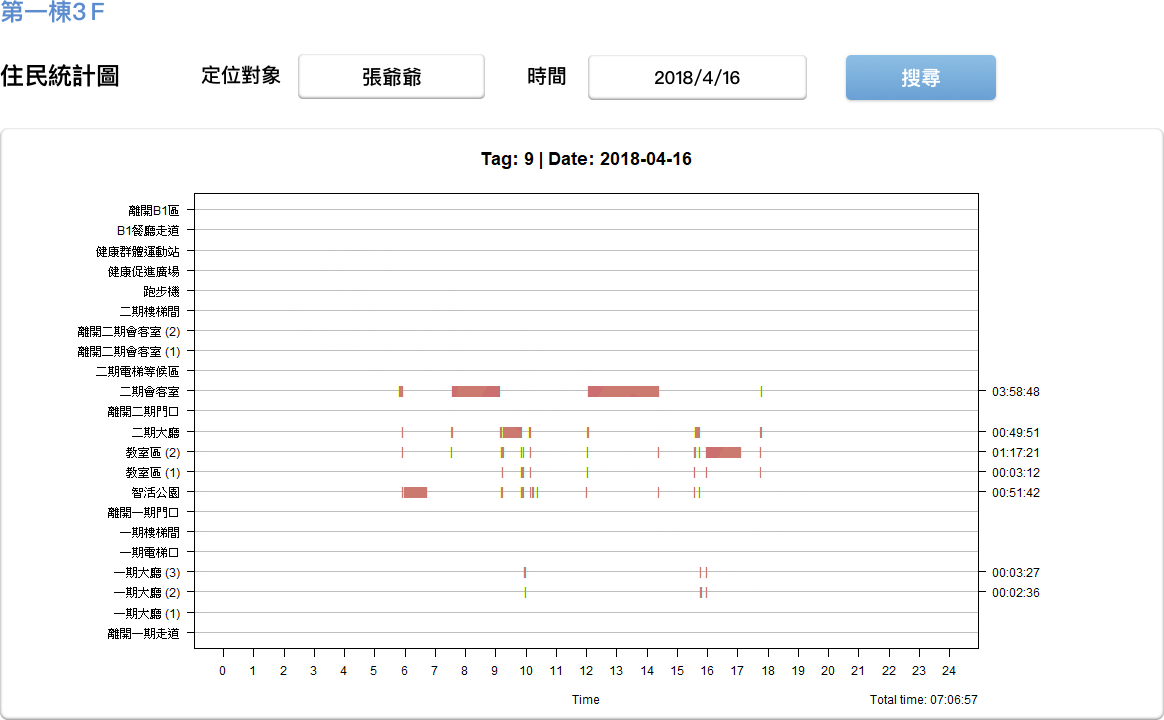 第一棟3F
住民統計圖 定位對象 張爺爺 時間 2018/4/16 搜尋
Tag: 9 | Date: 2018-04-16
離開B1區
B1餐廳走道
健康群體運動站
健康促進廣場
跑步機
二期樓梯間
離開二期會客室 (2)
離開二期會客室 (1)
二期電梯等候區
二期會客室 03:58:48
離開二期門口
二期大廳 00:49:51
教室區 (2) 01:17:21
教室區 (1) 00:03:12
智活公園 00:51:42
離開一期門口
一期樓梯間
一期電梯口
一期大廳 (3) 00:03:27
一期大廳 (2) 00:02:36
一期大廳 (1)
離開一期走道
0 1 2 3 4 5 6 7 8 9 10 11 12 13 14 15 16 17 18 19 20 21 22 23 24
Time
Total time: 07:06:57